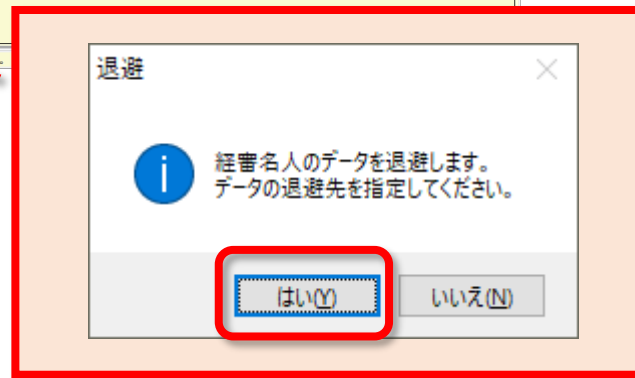 退避
経審名人のデータを退避します。
データの退避先を指定してください。
はい(Y)
いいえ(N)